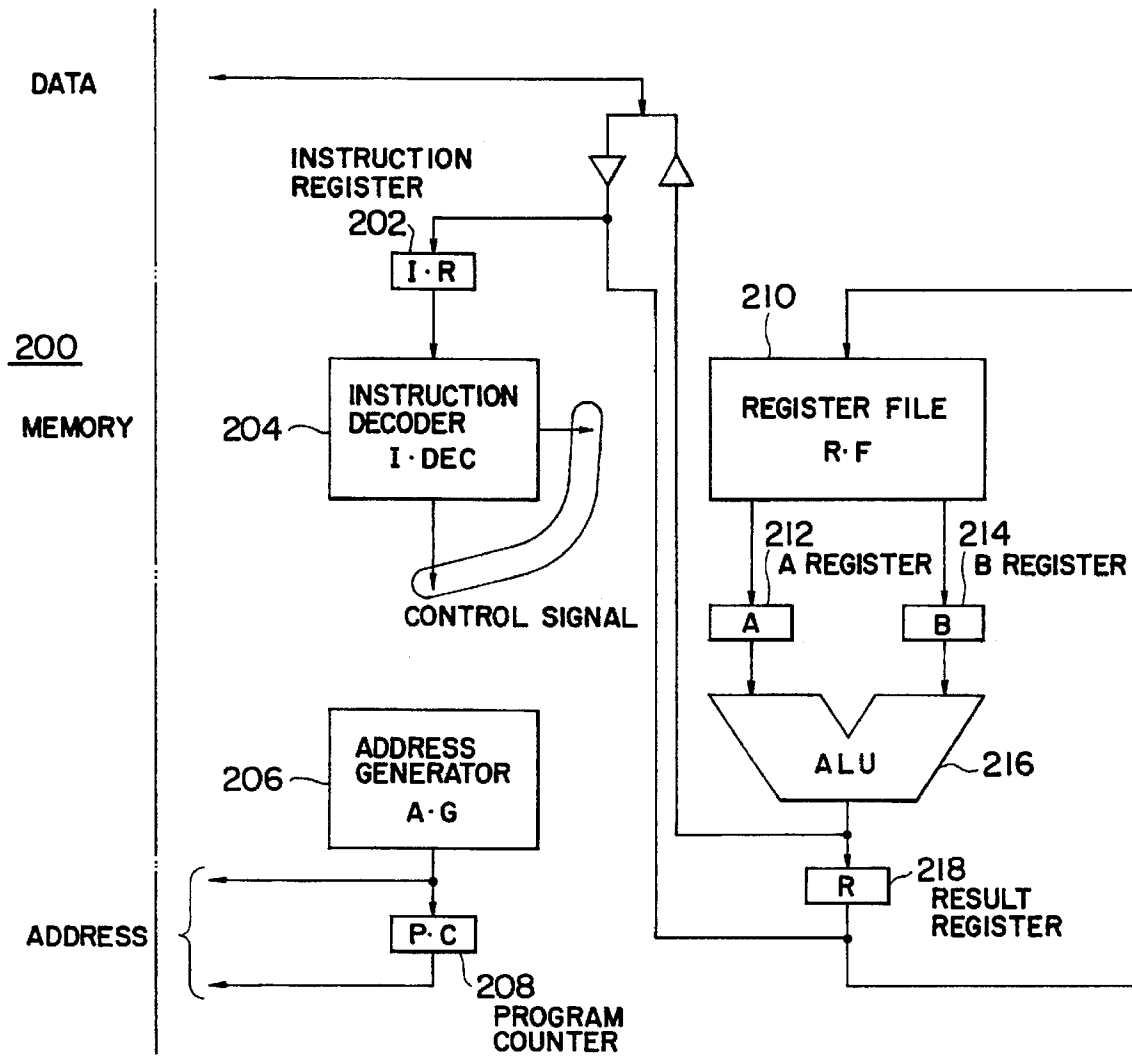 DATA
INSTRUCTION
REGISTER
202
I·R
200
MEMORY
204
INSTRUCTION
DECODER
I·DEC
CONTROL SIGNAL
210
REGISTER FILE
R·F
212
A REGISTER
214
B REGISTER
A
B
ALU
216
206
ADDRESS
GENERATOR
A·G
R
218
RESULT
REGISTER
ADDRESS
P·C
208
PROGRAM
COUNTER